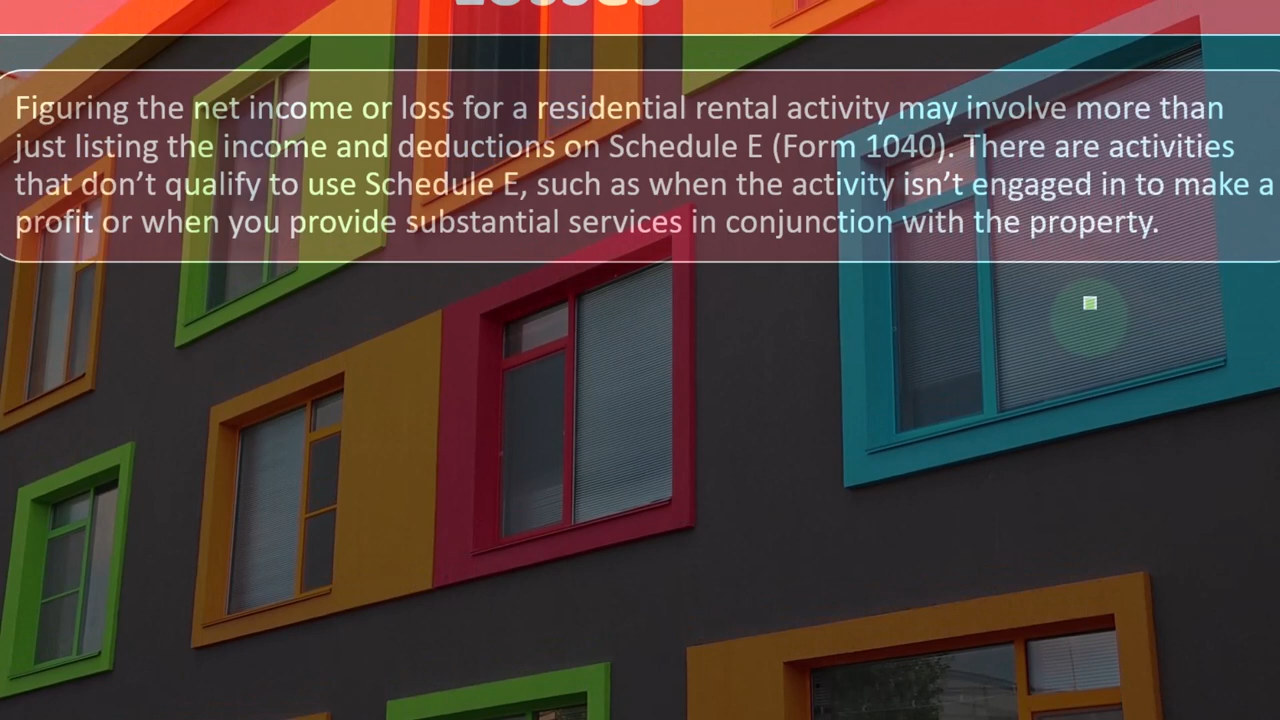 Figuring the net income or loss for a residential rental activity may involve more than
just listing the income and deductions on Schedule E (Form 1040). There are activities
that don’t qualify to use Schedule E, such as when the activity isn’t engaged in to make a
profit or when you provide substantial services in conjunction with the property.